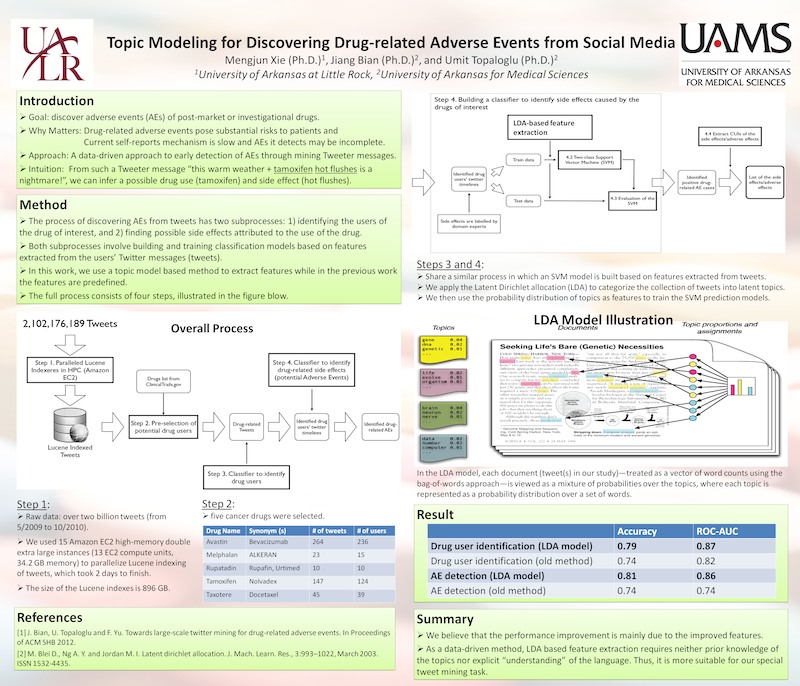 UA
LR
Topic Modeling for Discovering Drug-related Adverse Events from Social Media
Mengjun Xie (Ph.D.)1, Jiang Bian (Ph.D.)2, and Umit Topaloglu (Ph.D.)2
1University of Arkansas at Little Rock, 2University of Arkansas for Medical Sciences
UAMS
UNIVERSITY OF ARKANSAS
FOR MEDICAL SCIENCES
Introduction
➢ Goal: discover adverse events (AEs) of post-market or investigational drugs.
➢ Why Matters: Drug-related adverse events pose substantial risks to patients and
Current self-reports mechanism is slow and AEs it detects may be incomplete.
➢ Approach: A data-driven approach to early detection of AEs through mining Tweeter messages.
➢ Intuition: From such a Tweeter message "this warm weather + tamoxifen hot flushes is a
nightmare!", we can infer a possible drug use (tamoxifen) and side effect (hot flushes).
Method
➢ The process of discovering AEs from tweets has two subprocesses: 1) identifying the users of
the drug of interest, and 2) finding possible side effects attributed to the use of the drug.
➢ Both subprocesses involve building and training classification models based on features
extracted from the users' Twitter messages (tweets).
➢ In this work, we use a topic model based method to extract features while in the previous work
the features are predefined.
➢ The full process consists of four steps, illustrated in the figure blow.
2,102,176,189 Tweets
Overall Process
Step 1. Paralleled Lucene
Indexers in HPC (Amazon
EC2)
Lucene Indexed
Tweets
Drugs list from
ClinicalTrials.gov
Step 2. Pre-selection of
potential drug users
Step 4. Classifier to identify
drug-related side effects
(potential Adverse Events)
Drug-related
Tweets
Identified drug
users' twitter
timelines
Identified drug-
related AEs
Step 3. Classifier to identify
drug users
Step 1:
➢ Raw data: over two billion tweets (from
5/2009 to 10/2010).
➢ We used 15 Amazon EC2 high-memory double
extra large instances (13 EC2 compute units,
34.2 GB memory) to parallelize Lucene indexing
of tweets, which took 2 days to finish.
➢ The size of the Lucene indexes is 896 GB.
Step 2:
➢ five cancer drugs were selected.
Drug Name Synonym (s) # of tweets # of users
Avastin Bevacizumab 264 236
Melphalan ALKERAN 23 15
Rupatadin Rupafin, Urtimed 10 10
Tamoxifen Nolvadex 147 124
Taxotere Docetaxel 45 39
References
[1] J. Bian, U. Topaloglu and F. Yu. Towards large-scale twitter mining for drug-related adverse events. In Proceedings
of ACM SHB 2012.
[2] M. Blei D., Ng A. Y. and Jordan M. I. Latent dirichlet allocation. J. Mach. Learn. Res., 3:993–1022, March 2003.
ISSN 1532-4435.
Step 4. Building a classifier to identify side effects caused by the
drugs of interest
LDA-based feature
extraction
Identified drug
users' twitter
timelines
Train data
Test data
4.2 Two-class Support
Vector Machine (SVM)
4.3 Evaluation of the
SVM
Side effects are labelled by
domain experts
4.4 Extract CUIs of the
side effects/adverse
effects
Identified
positive drug-
related AE cases
List of the side
effects/adverse
effects
Steps 3 and 4:
➢ Share a similar process in which an SVM model is built based on features extracted from tweets.
➢ We apply the Latent Dirichlet allocation (LDA) to categorize the collection of tweets into latent topics.
➢ We then use the probability distribution of topics as features to train the SVM prediction models.
LDA Model Illustration
Topics
Documents
Topic proportions and
assignments
gene 0.04
dna 0.02
genetic 0.01
life 0.02
evolve 0.01
organism 0.01
brain 0.04
neuron 0.02
nerve 0.01
data 0.02
number 0.02
computer 0.01
Seeking Life's Bare (Genetic) Necessities
In the LDA model, each document (tweet(s) in our study)—treated as a vector of word counts using the
bag-of-words approach—is viewed as a mixture of probabilities over the topics, where each topic is
represented as a probability distribution over a set of words.
Result
Accuracy ROC-AUC
Drug user identification (LDA model) 0.79 0.87
Drug user identification (old method) 0.74 0.82
AE detection (LDA model) 0.81 0.86
AE detection (old method) 0.74 0.74
Summary
➢ We believe that the performance improvement is mainly due to the improved features.
➢ As a data-driven method, LDA based feature extraction requires neither prior knowledge of
the topics nor explicit "understanding" of the language. Thus, it is more suitable for our special
tweet mining task.